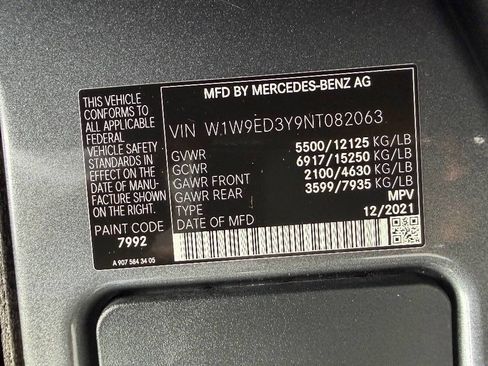 MFD BY MERCEDES-BENZ AG
THIS VEHICLE
CONFORMS TO
ALL APPLICABLE
FEDERAL
VEHICLE SAFETY
STANDARDS IN
EFFECT ON THE
DATE OF MANU-
FACTURE SHOWN
ON THE RIGHT.
PAINT CODE
7992
A 907 584 34 05
VIN W1W9ED3Y9NT082063
GVWR 5500/12125 KG/LB
GCWR 6917/15250 KG/LB
GAWR FRONT 2100/4630 KG/LB
GAWR REAR 3599/7935 KG/LB
TYPE MPV
DATE OF MFD 12/2021